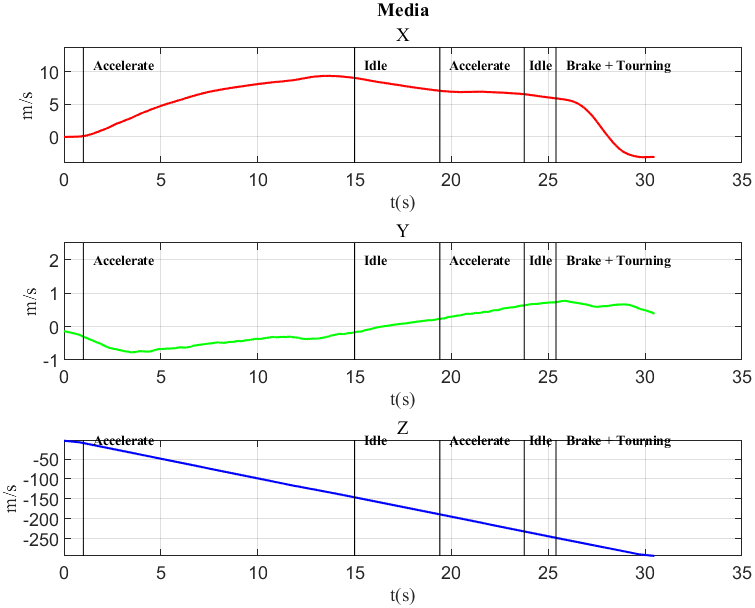 Media
X
Accelerate Idle Accelerate Idle Brake + Tourning
10
5
0
m/s
0 5 10 15 20 25 30 35
t(s)
Y
Accelerate Idle Accelerate Idle Brake + Tourning
2
1
0
-1
m/s
0 5 10 15 20 25 30 35
t(s)
Z
Accelerate Idle Accelerate Idle Brake + Tourning
-50
-100
-150
-200
-250
m/s
0 5 10 15 20 25 30 35
t(s)